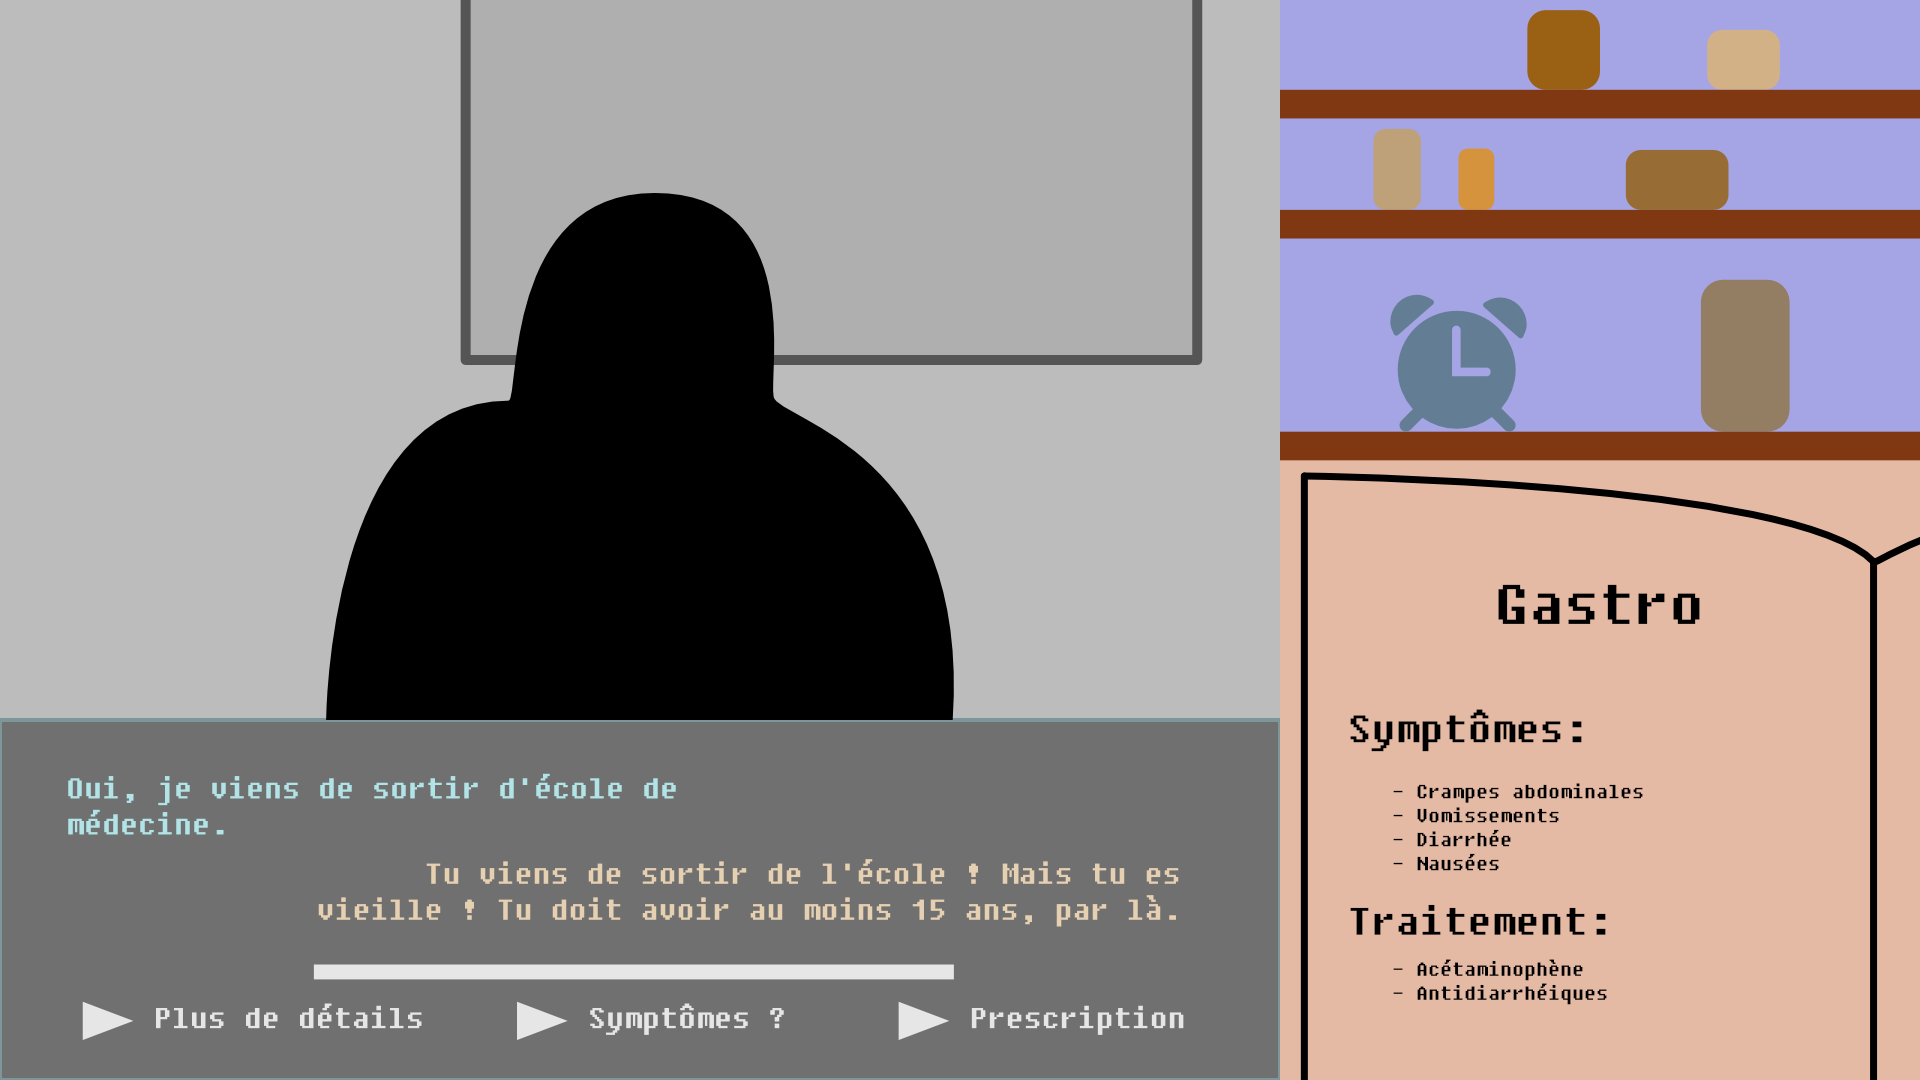 Oui, je viens de sortir d'école de
médecine.
Tu viens de sortir de l'école ! Mais tu es
vieille ! Tu doit avoir au moins 15 ans, par là.
Plus de détails
Symptômes ?
Prescription
Gastro
Symptômes:
- Crampes abdominales
- Vomissements
- Diarrhée
- Nausées
Traitement:
- Acétaminophène
- Antidiarrhéiques